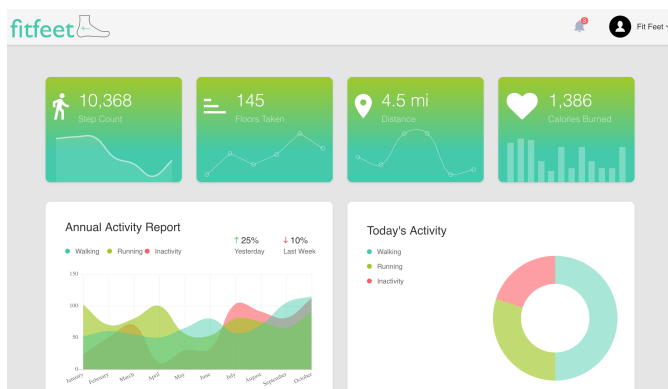 fitfeet
Fit Feet
10,368
Step Count
145
Floors Taken
4.5 mi
Distance
1,386
Calories Burned
Annual Activity Report
Walking
Running
Inactivity
↑ 25%
Yesterday
↓ 10%
Last Week
150
100
50
0
January
February
March
April
May
June
July
August
September
October
Today's Activity
Walking
Running
Inactivity